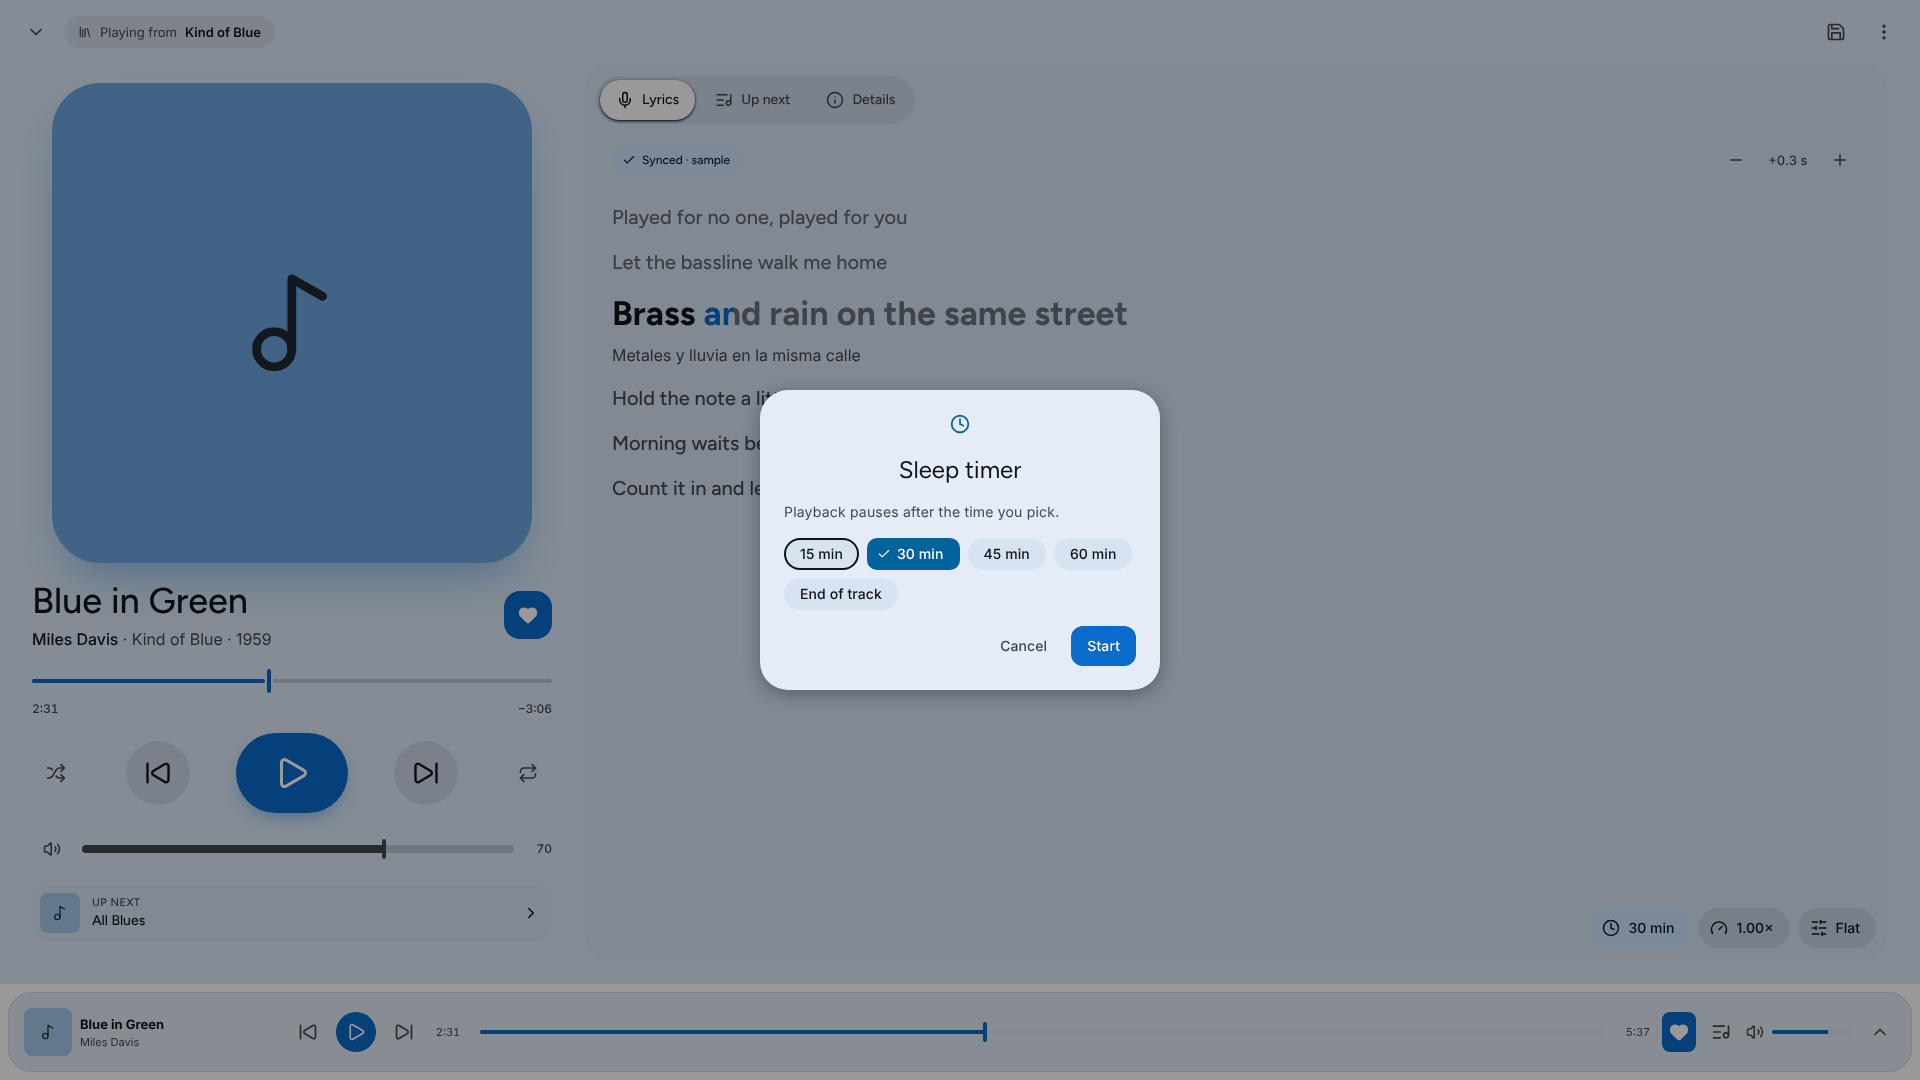 Playing from Kind of Blue
Lyrics
Up next
Details
Synced · sample
+0.3 s
Played for no one, played for you
Let the bassline walk me home
Brass and rain on the same street
Metales y lluvia en la misma calle
Hold the note a
Morning waits
Count it in and
Sleep timer
Playback pauses after the time you pick.
15 min
30 min
45 min
60 min
End of track
Cancel
Start
Blue in Green
Miles Davis · Kind of Blue · 1959
2:31
−3:06
70
UP NEXT
All Blues
30 min
1.00×
Flat
Blue in Green
Miles Davis
2:31
5:37